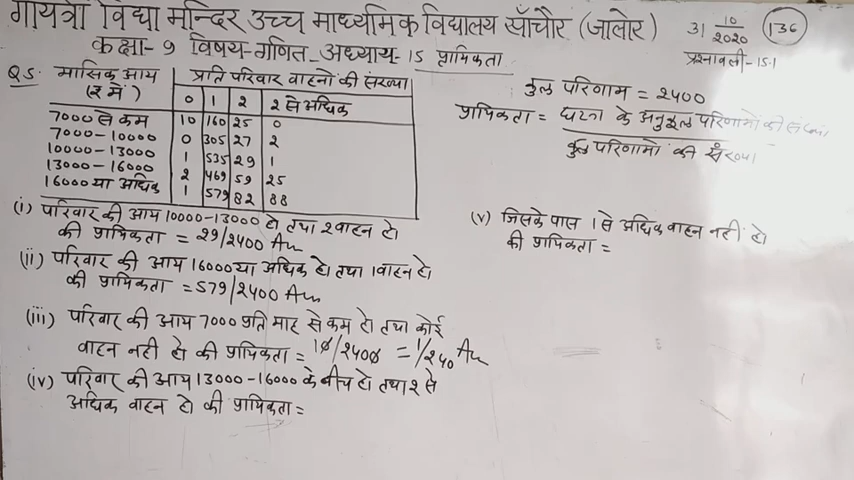 गायत्री विद्या मन्दिर उच्च माध्यमिक विद्यालय साँचौर (जालोर)
31 10/2020
136
कक्षा-9 विषय-गणित अध्याय-15 प्रायिकता
प्रश्नावली-15.1
Q5. मासिक आय (₹ में) प्रति परिवार वाहनों की संख्या
0 1 2 2 से अधिक
7000 से कम 10 160 25 0
7000-10000 0 305 27 2
10000-13000 1 535 29 1
13000-16000 2 469 59 25
16000 या अधिक 1 579 82 88
कुल परिणाम = 2400
प्रायिकता = घटना के अनुकूल परिणामों की संख्या
कुल परिणामों की संख्या
(i) परिवार की आय 10000-13000 हो तथा 2 वाहन हो
की प्रायिकता = 29/2400 Ans
(ii) परिवार की आय 16000 या अधिक हो तथा 1 वाहन हो
की प्रायिकता = 579/2400 Ans
(iii) परिवार की आय 7000 प्रति माह से कम हो तथा कोई
वाहन नहीं हो की प्रायिकता = 10/2400 = 1/240 Ans
(iv) परिवार की आय 13000-16000 के बीच हो तथा 2 से
अधिक वाहन हो की प्रायिकता =
(v) जिसके पास 1 से अधिक वाहन नहीं हो
की प्रायिकता =